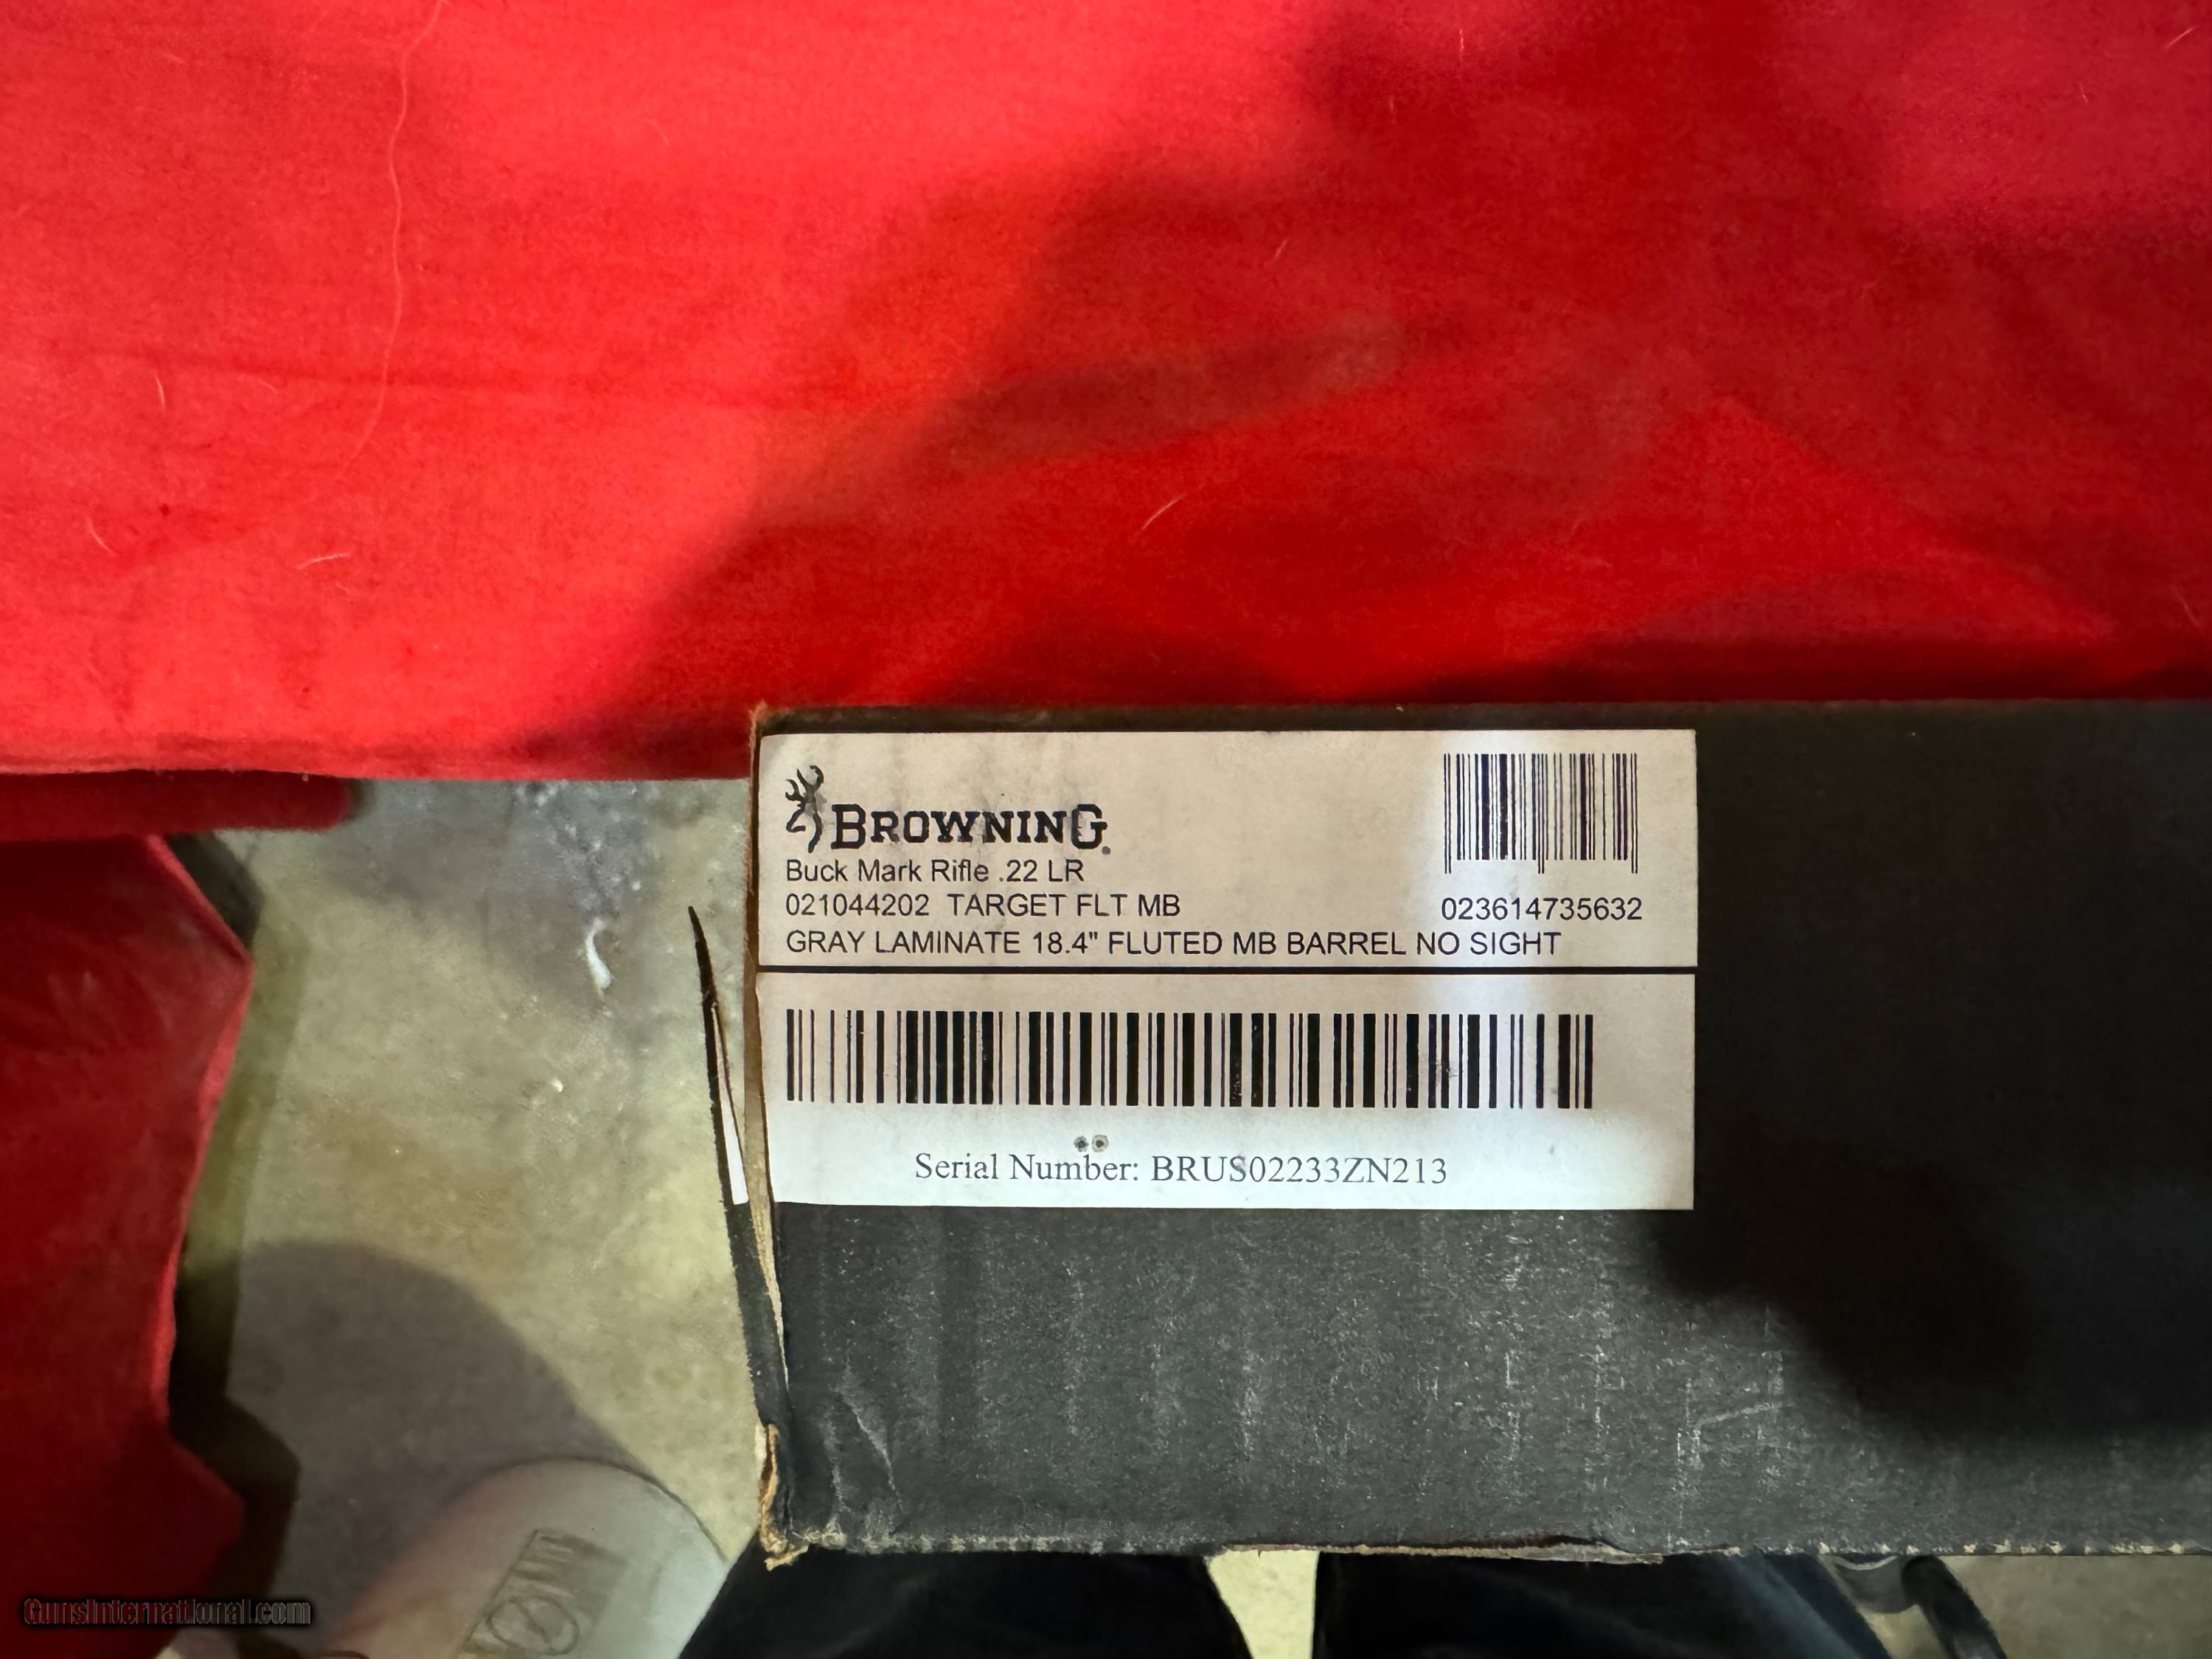 BROWNING
Buck Mark Rifle .22 LR
021044202 TARGET FLT MB
023614735632
GRAY LAMINATE 18.4" FLUTED MB BARREL NO SIGHT
Serial Number: BRUS02233ZN213
GunsInternational.com